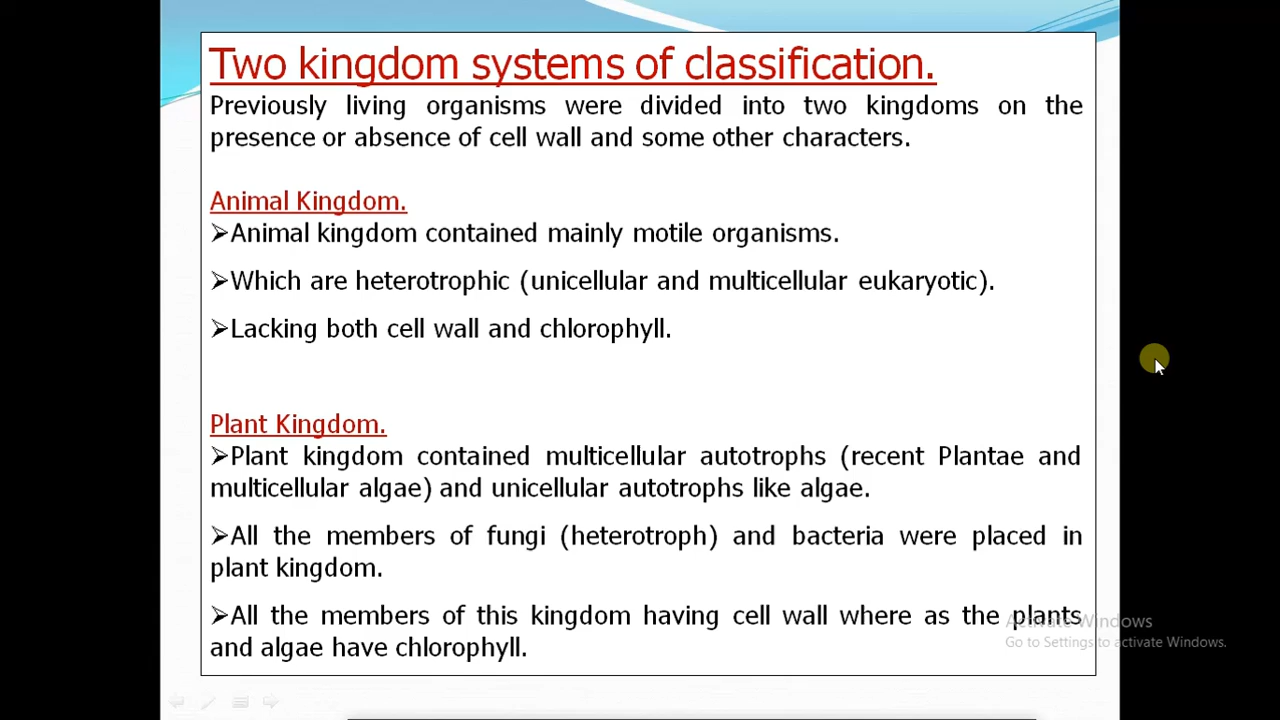 Two kingdom systems of classification.
Previously living organisms were divided into two kingdoms on the
presence or absence of cell wall and some other characters.
Animal Kingdom.
➢Animal kingdom contained mainly motile organisms.
➢Which are heterotrophic (unicellular and multicellular eukaryotic).
➢Lacking both cell wall and chlorophyll.
Plant Kingdom.
➢Plant kingdom contained multicellular autotrophs (recent Plantae and
multicellular algae) and unicellular autotrophs like algae.
➢All the members of fungi (heterotroph) and bacteria were placed in
plant kingdom.
➢All the members of this kingdom having cell wall where as the plants
and algae have chlorophyll.
Activate Windows
Go to Settings to activate Windows.